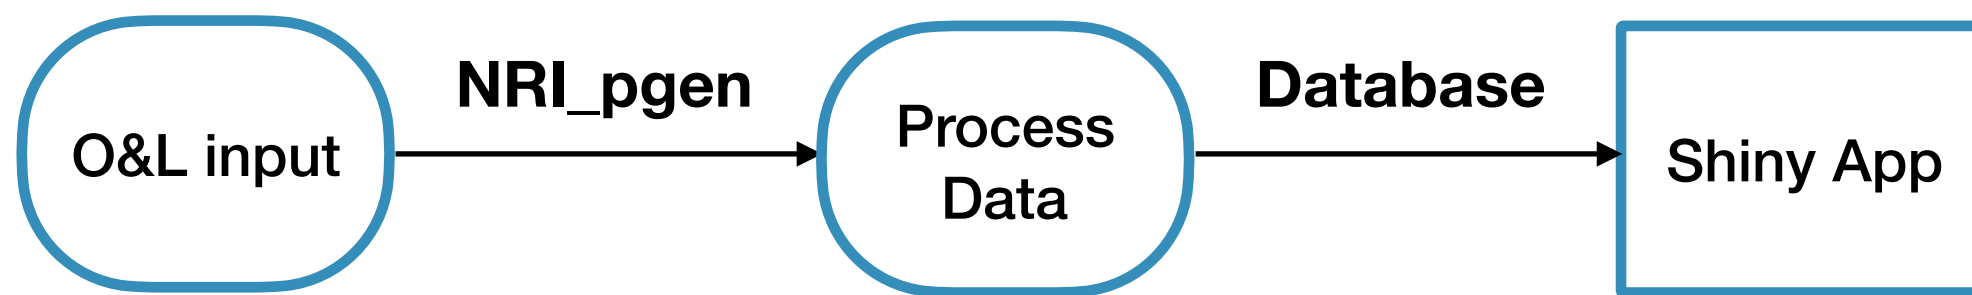 O&L input
NRI_pgen
Process
Data
Database
Shiny App